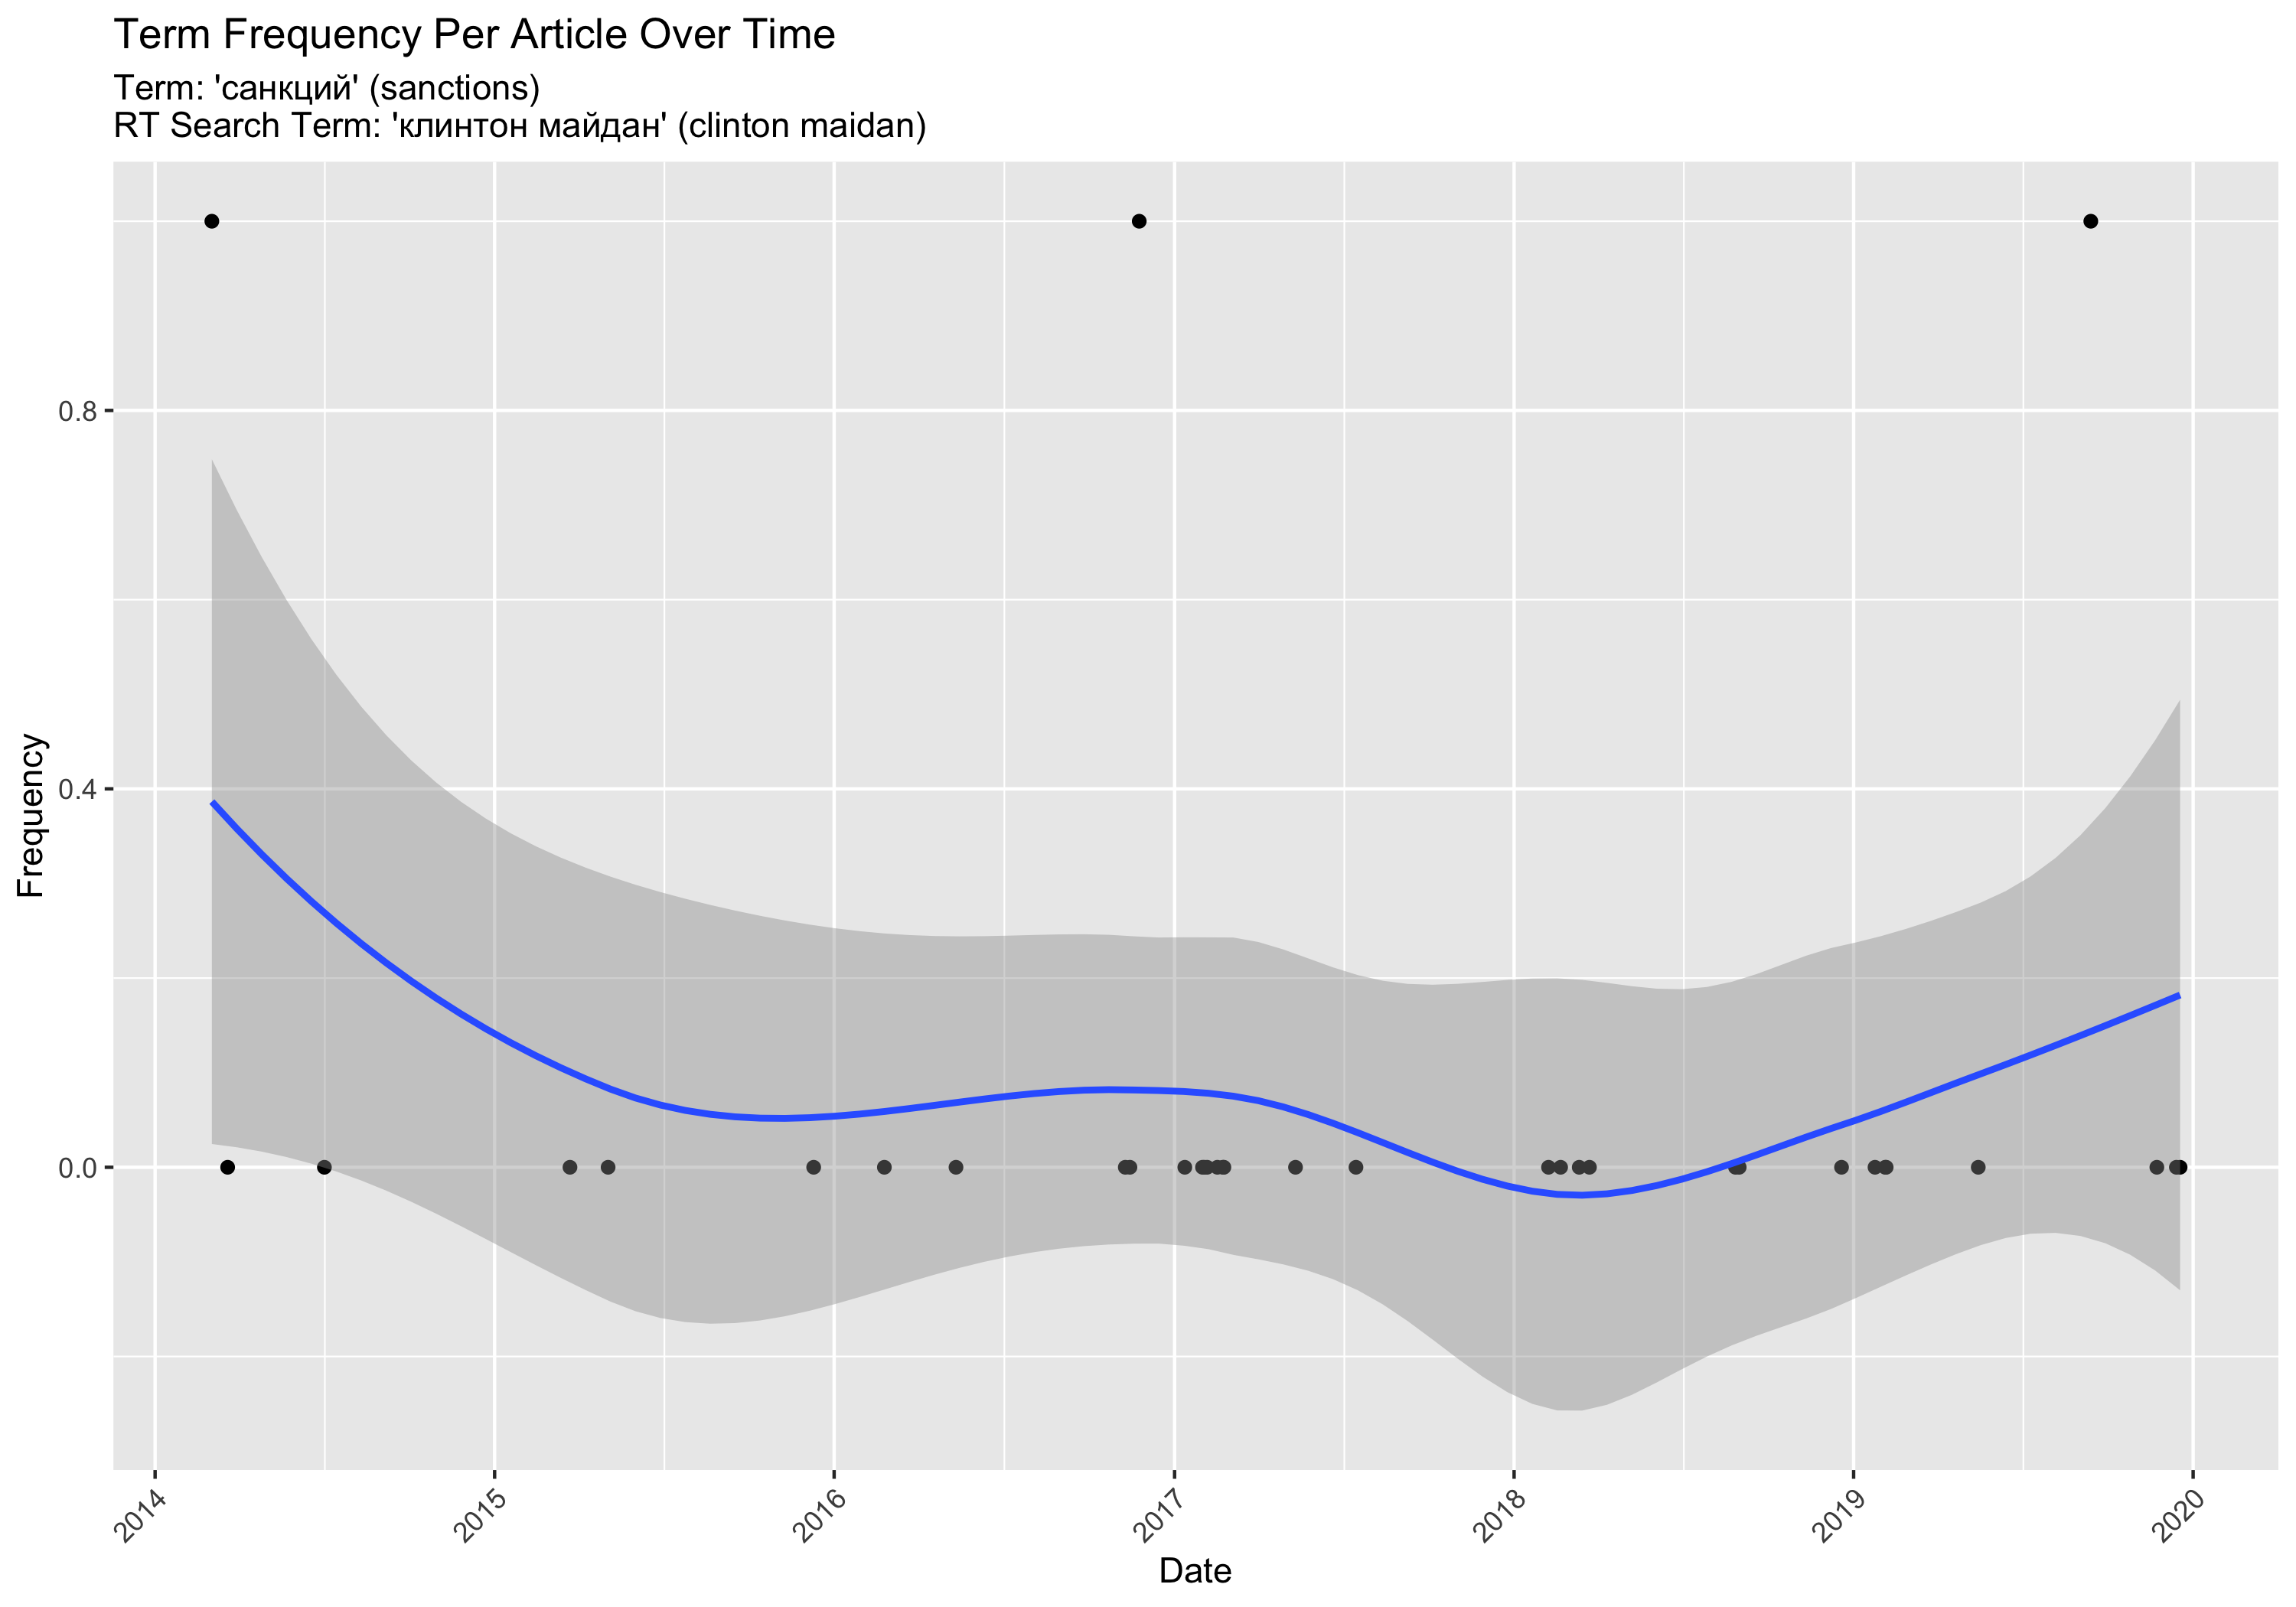 Term Frequency Per Article Over Time
Term: 'санкций' (sanctions)
RT Search Term: 'клинтон майдан' (clinton maidan)
0.8
0.4
0.0
Frequency
2014
2015
2016
2017
2018
2019
2020
Date